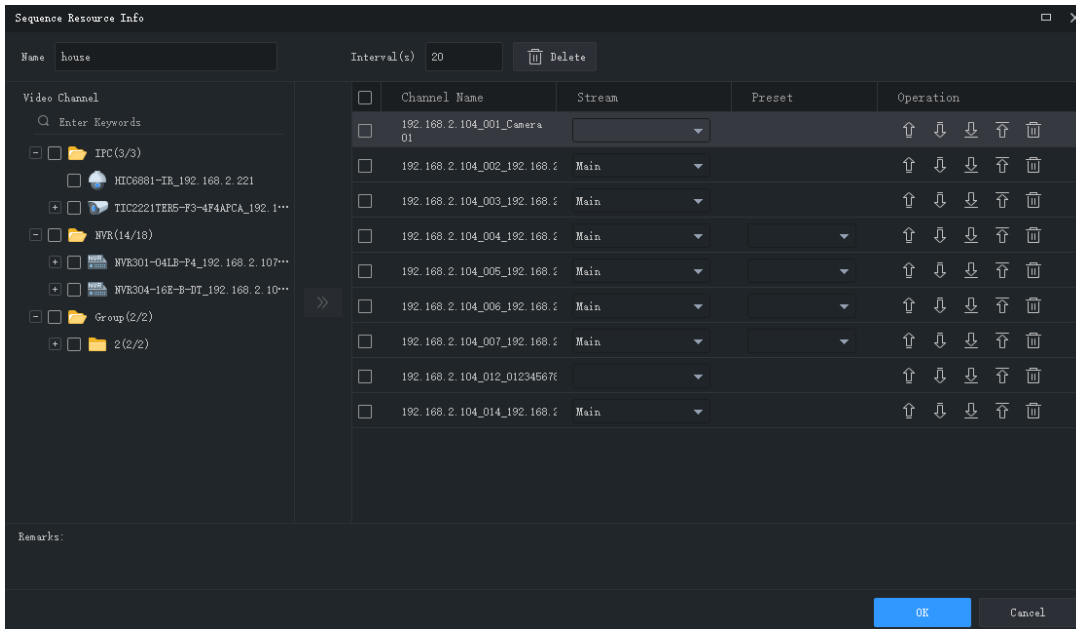 Sequence Resource Info
Name house Interval(s) 20 Delete
Video Channel
Enter Keywords
IPC(3/3)
HIC6881-IR_192.168.2.221
TIC2221TER5-F3-4F4APCA_192.1···
NVR(14/18)
NVR301-04LB-P4_192.168.2.107···
NVR304-16E-B-DT_192.168.2.10···
Group(2/2)
2(2/2)
Channel Name Stream Preset Operation
192.168.2.104_001_Camera
01
192.168.2.104_002_192.168.2 Main
192.168.2.104_003_192.168.2 Main
192.168.2.104_004_192.168.2 Main
192.168.2.104_005_192.168.2 Main
192.168.2.104_006_192.168.2 Main
192.168.2.104_007_192.168.2 Main
192.168.2.104_012_012345678
192.168.2.104_014_192.168.2 Main
Remarks:
OK Cancel